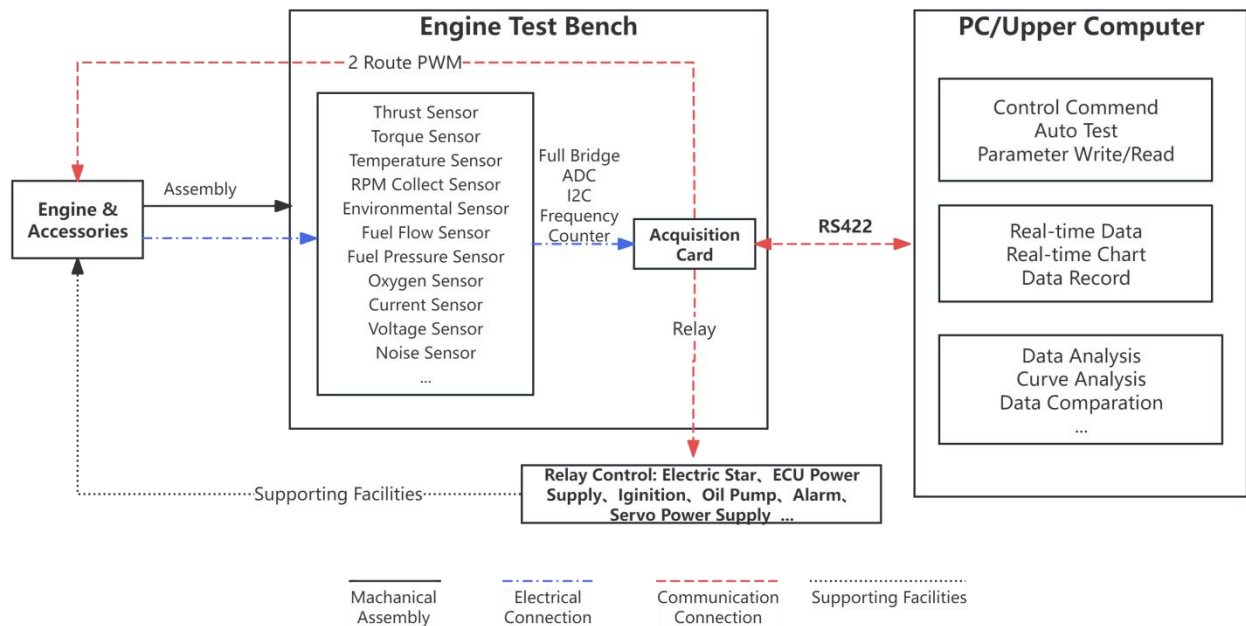 Engine Test Bench
PC/Upper Computer
2 Route PWM
Thrust Sensor
Torque Sensor
Temperature Sensor
RPM Collect Sensor
Environmental Sensor
Fuel Flow Sensor
Fuel Pressure Sensor
Oxygen Sensor
Current Sensor
Voltage Sensor
Noise Sensor
...
Full Bridge
ADC
I2C
Frequency
Counter
Assembly
Engine &
Accessories
Acquisition
Card
RS422
Control Commend
Auto Test
Parameter Write/Read
Real-time Data
Real-time Chart
Data Record
Data Analysis
Curve Analysis
Data Comparation
...
Relay
Relay Control: Electric Star、ECU Power
Supply、Iginition、Oil Pump、Alarm、
Servo Power Supply ...
Supporting Facilities
Machanical
Assembly
Electrical
Connection
Communication
Connection
Supporting Facilities